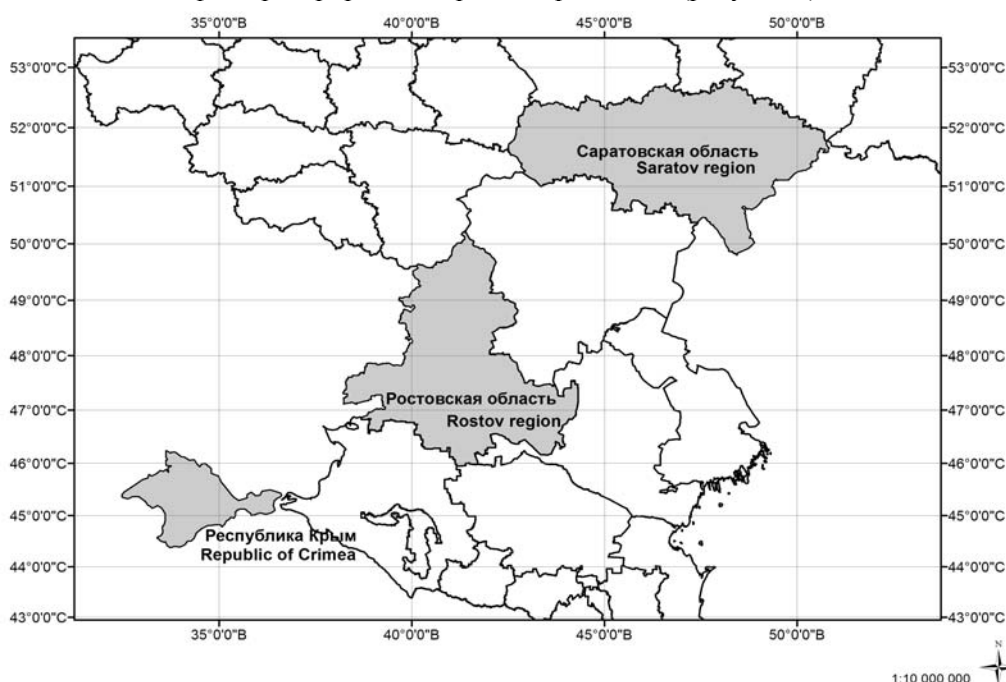 35°0'0"В 40°0'0"В 45°0'0"В 50°0'0"В
53°0'0"С 53°0'0"С
52°0'0"С 52°0'0"С
Саратовская область
Saratov region
51°0'0"С 51°0'0"С
50°0'0"С 50°0'0"С
49°0'0"С 49°0'0"С
48°0'0"С 48°0'0"С
Ростовская область
47°0'0"С 47°0'0"С
Rostov region
46°0'0"С 46°0'0"С
45°0'0"С 45°0'0"С
Республика Крым
Republic of Crimea
44°0'0"С 44°0'0"С
43°0'0"С 43°0'0"С
35°0'0"В 40°0'0"В 45°0'0"В 50°0'0"В
N
1:10 000 000